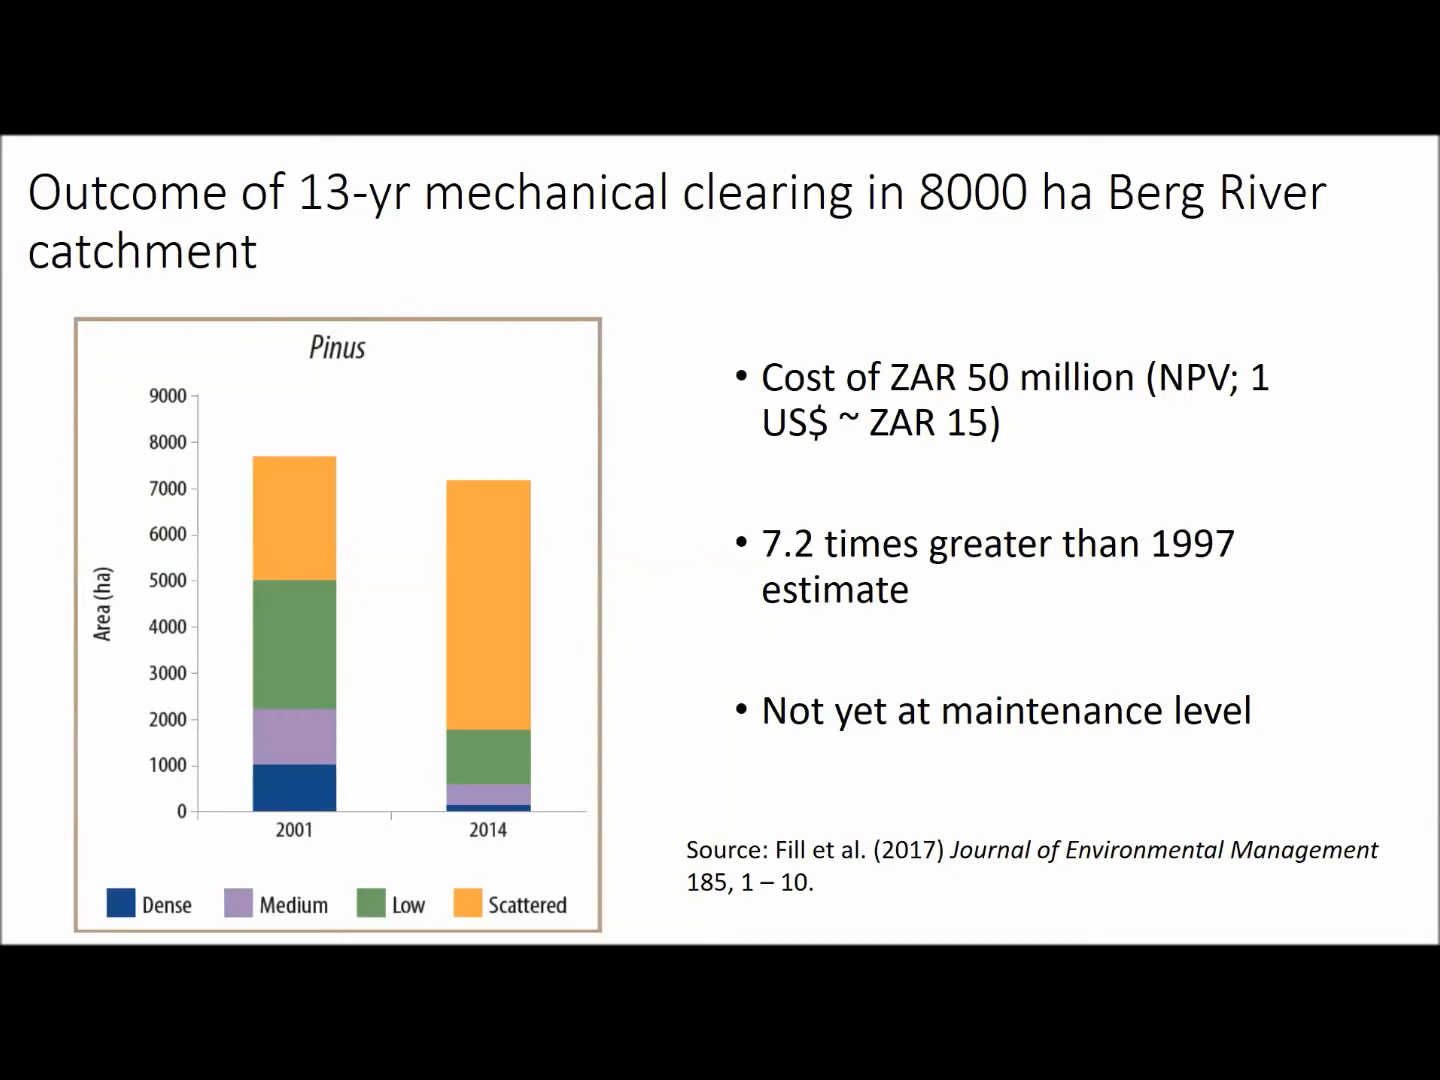 Outcome of 13-yr mechanical clearing in 8000 ha Berg River
catchment
Pinus
9000
8000
7000
6000
5000
4000
3000
2000
1000
0
Area (ha)
2001 2014
Dense Medium Low Scattered
• Cost of ZAR 50 million (NPV; 1
US$ ~ ZAR 15)
• 7.2 times greater than 1997
estimate
• Not yet at maintenance level
Source: Fill et al. (2017) Journal of Environmental Management
185, 1 – 10.